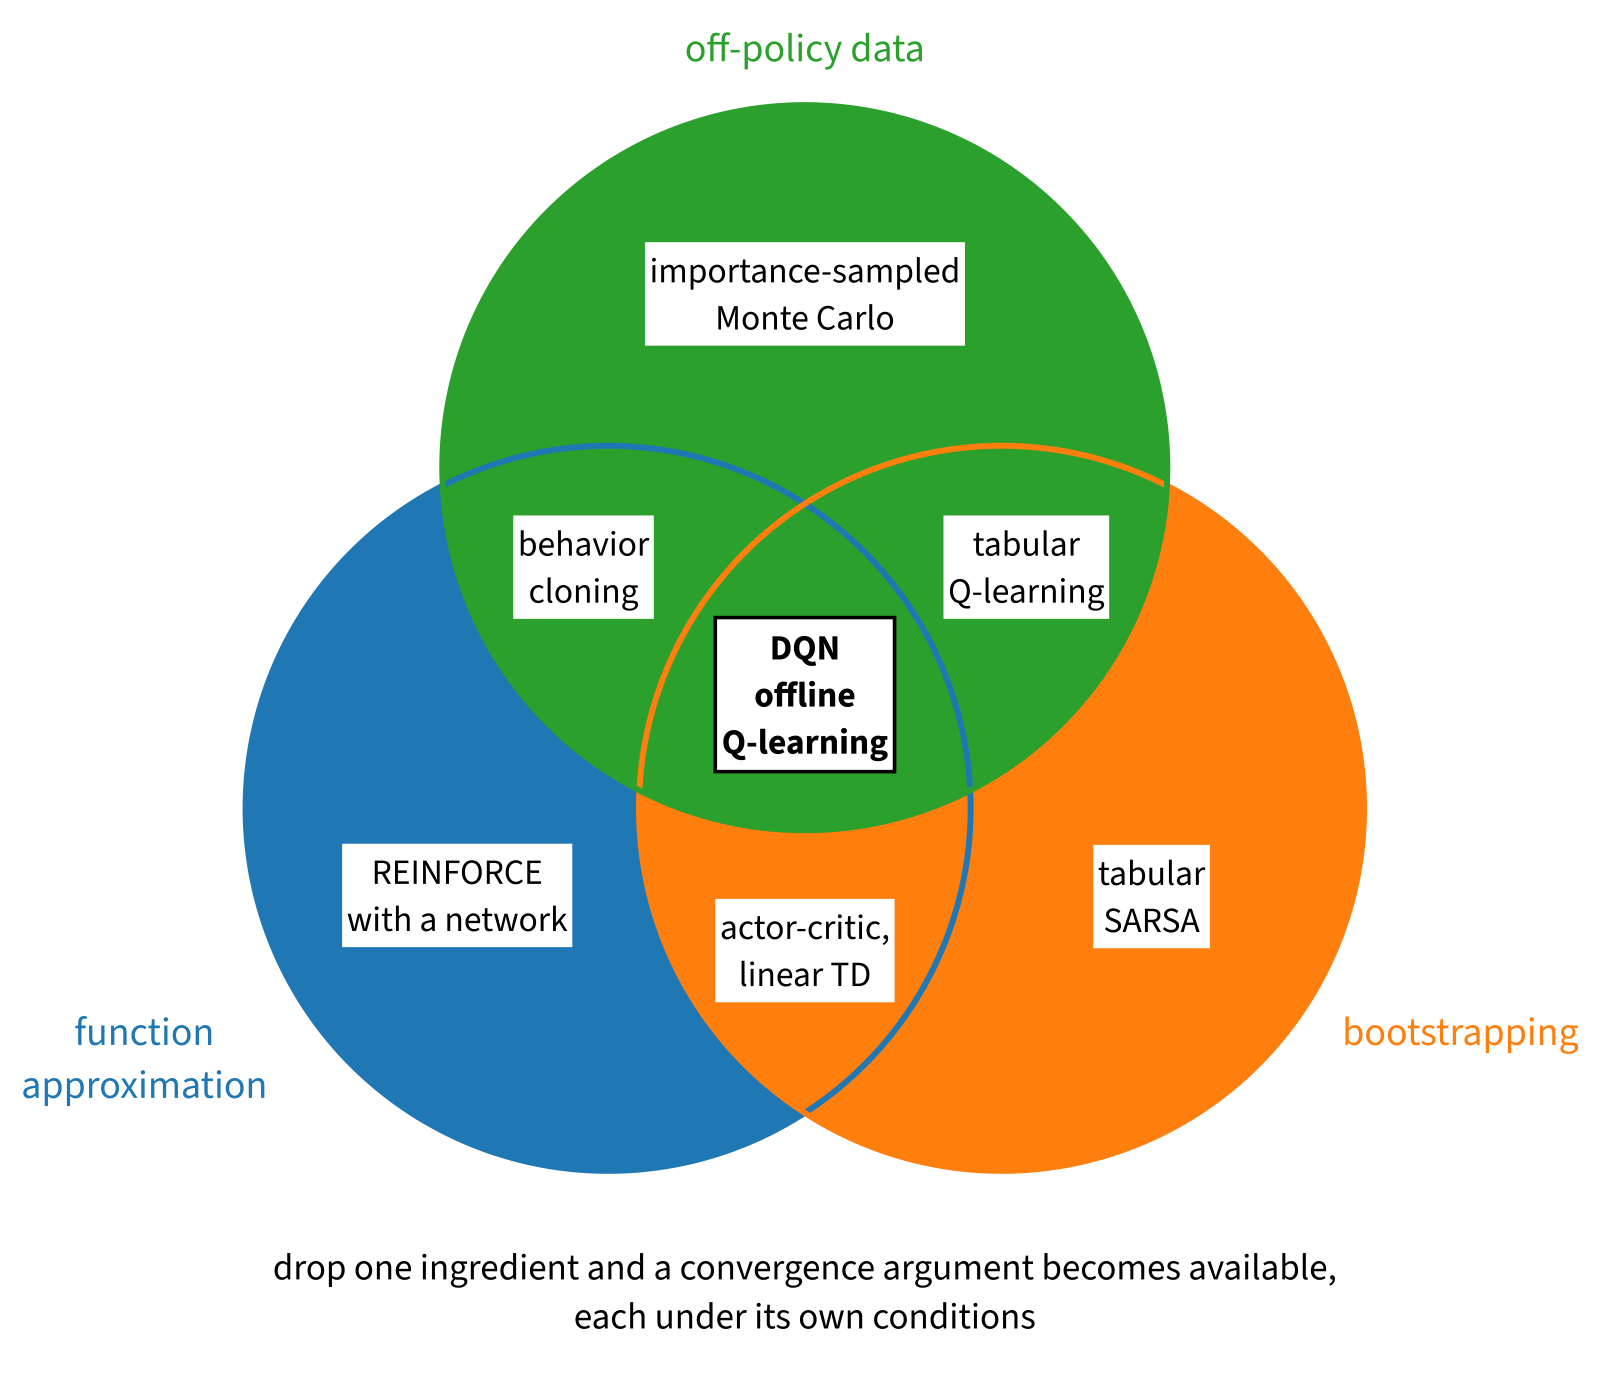 off-policy data
importance-sampled
Monte Carlo
behavior
cloning
tabular
Q-learning
DQN
offline
Q-learning
REINFORCE
with a network
actor-critic,
linear TD
tabular
SARSA
function
approximation
bootstrapping
drop one ingredient and a convergence argument becomes available,
each under its own conditions